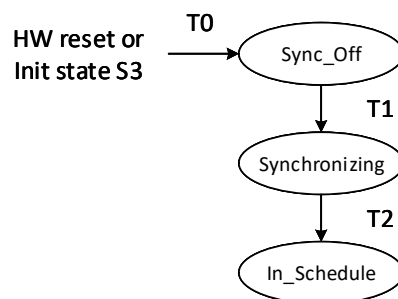 T0
HW reset or
Init state S3
Sync_Off
T1
Synchronizing
T2
In_Schedule